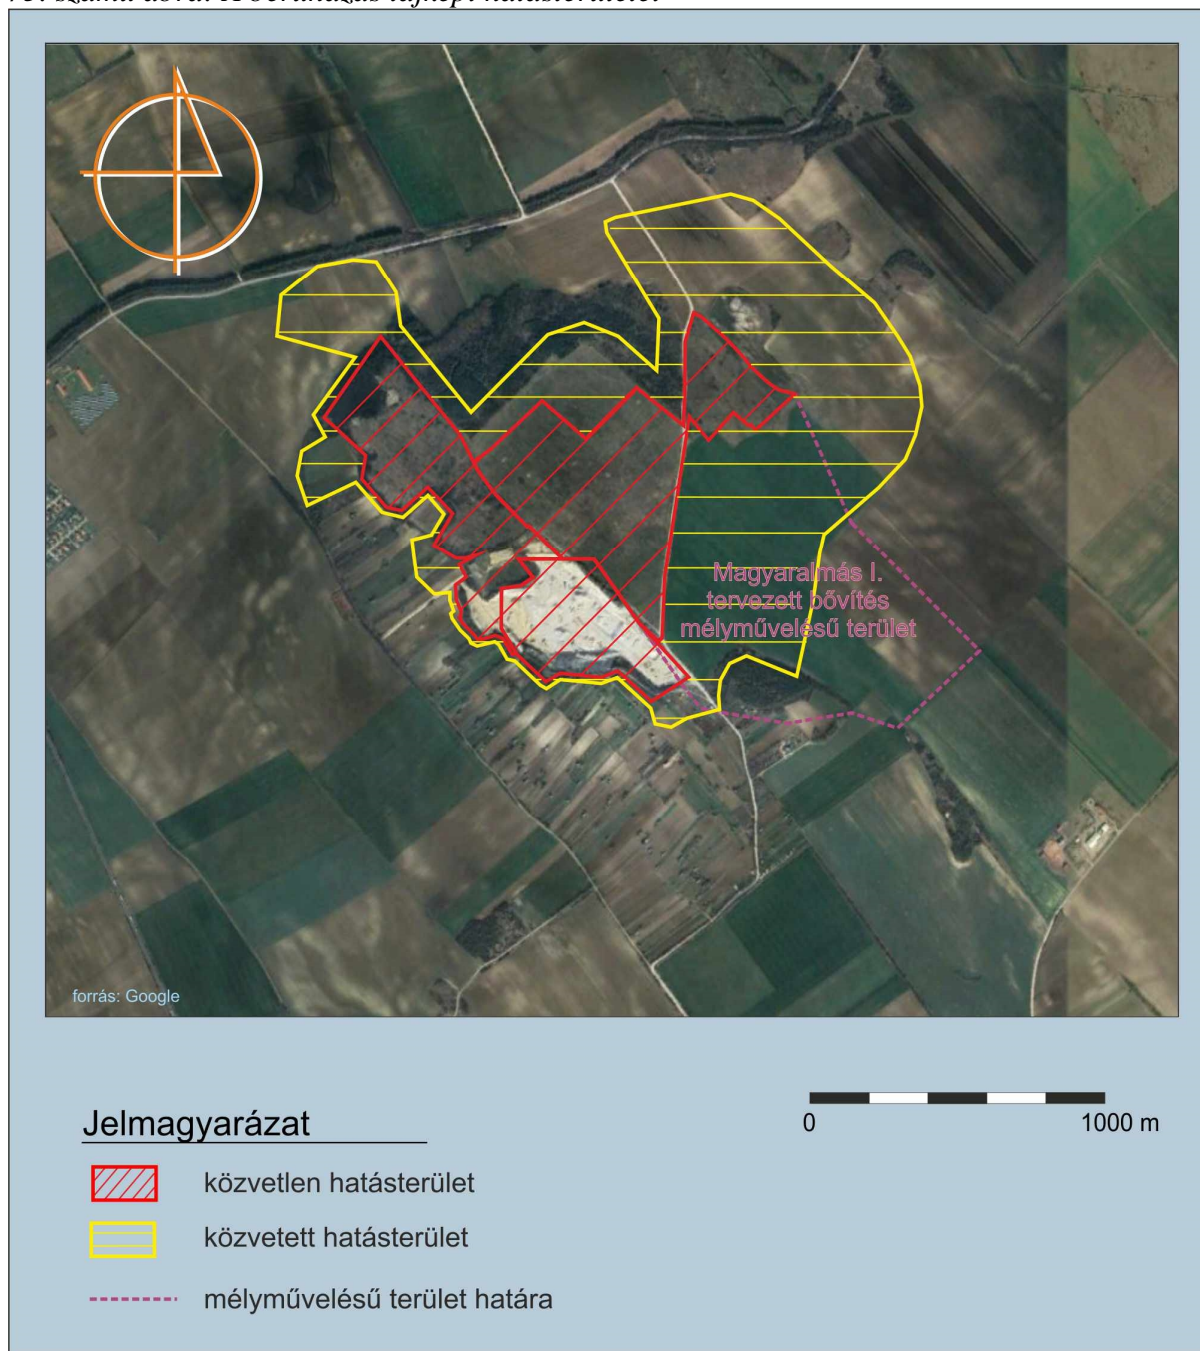 Magyaralmás I.
tervezett bővítés
mélyművelésű terület
forrás: Google
Jelmagyarázat
0 1000 m
közvetlen hatásterület
közvetett hatásterület
mélyművelésű terület határa